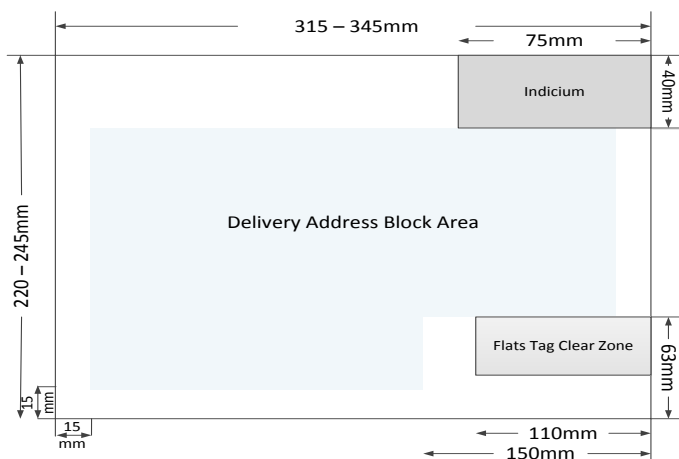 315 – 345mm
75mm
Indicium
40mm
Delivery Address Block Area
220 – 245mm
Flats Tag Clear Zone
63mm
15
mm
15
mm
110mm
150mm